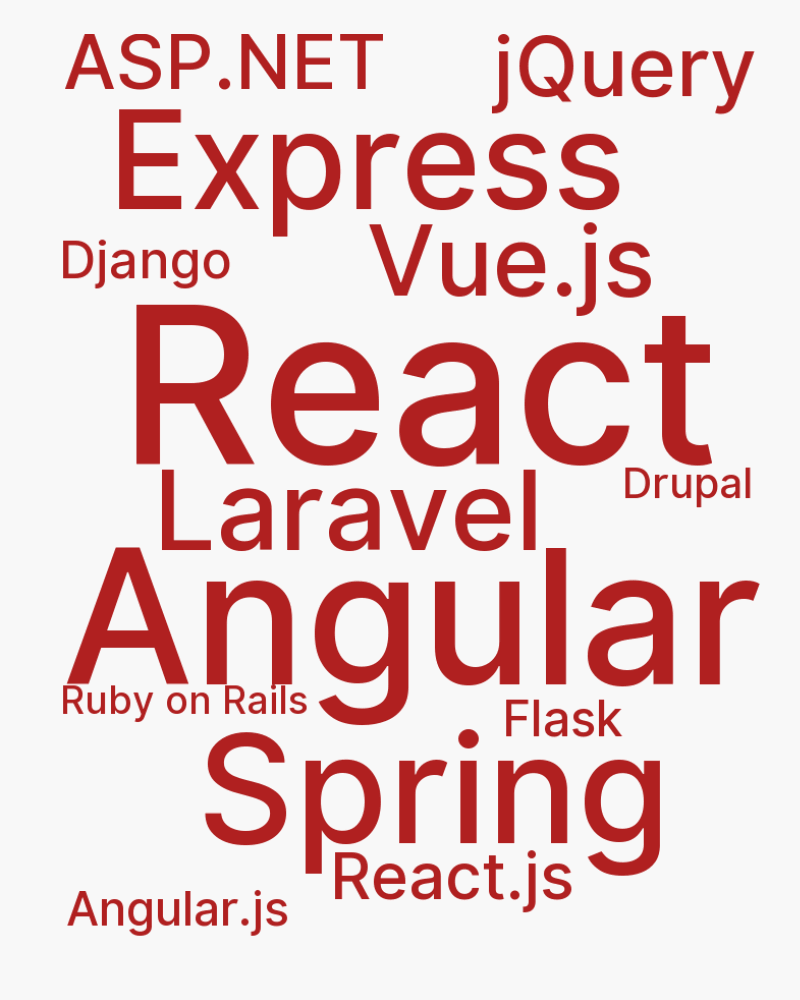 ASP.NET
jQuery
Express
Django
Vue.js
React
Drupal
Laravel
Angular
Ruby on Rails
Flask
Spring
React.js
Angular.js